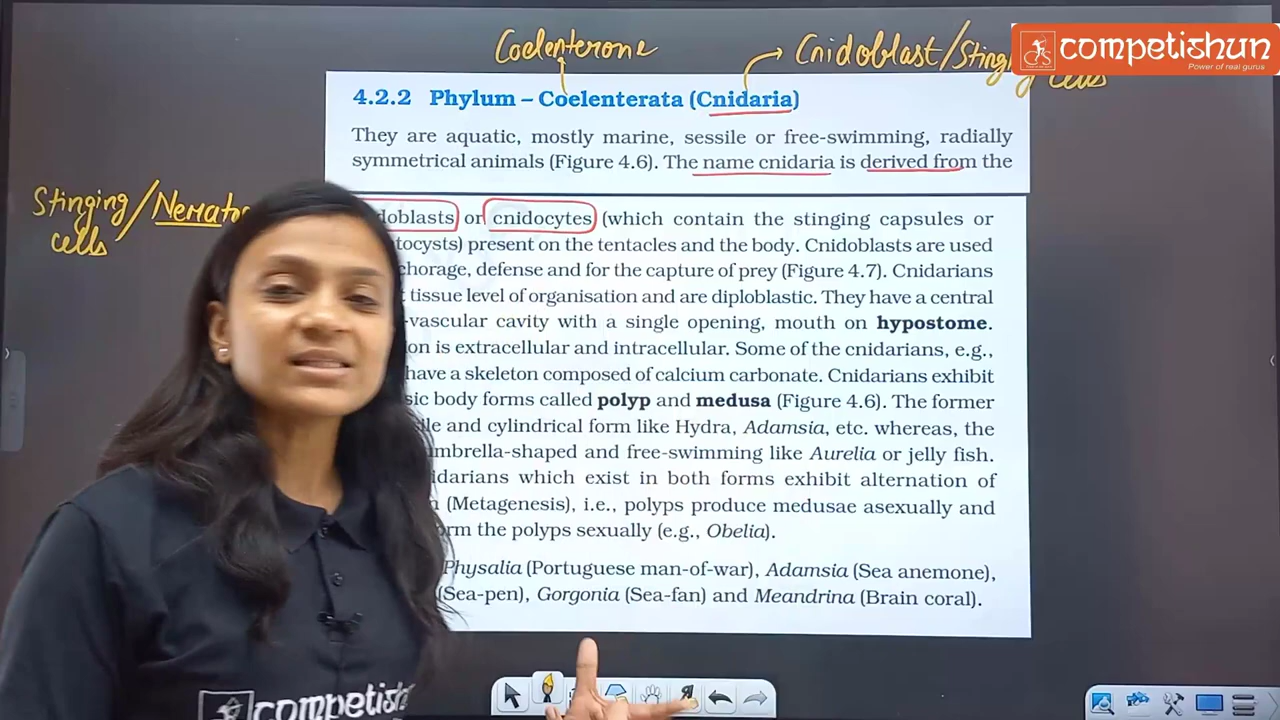 Coelenterone
Cnidoblast/Sting
cells
competishun
Power of real gurus
4.2.2 Phylum – Coelenterata (Cnidaria)
They are aquatic, mostly marine, sessile or free-swimming, radially
symmetrical animals (Figure 4.6). The name cnidaria is derived from the
Stinging/Nemato
cells
doblasts or cnidocytes (which contain the stinging capsules or
tocysts) present on the tentacles and the body. Cnidoblasts are used
chorage, defense and for the capture of prey (Figure 4.7). Cnidarians
tissue level of organisation and are diploblastic. They have a central
-vascular cavity with a single opening, mouth on hypostome.
on is extracellular and intracellular. Some of the cnidarians, e.g.,
have a skeleton composed of calcium carbonate. Cnidarians exhibit
sic body forms called polyp and medusa (Figure 4.6). The former
ile and cylindrical form like Hydra, Adamsia, etc. whereas, the
mbrella-shaped and free-swimming like Aurelia or jelly fish.
idarians which exist in both forms exhibit alternation of
n (Metagenesis), i.e., polyps produce medusae asexually and
orm the polyps sexually (e.g., Obelia).
Physalia (Portuguese man-of-war), Adamsia (Sea anemone),
(Sea-pen), Gorgonia (Sea-fan) and Meandrina (Brain coral).
competish